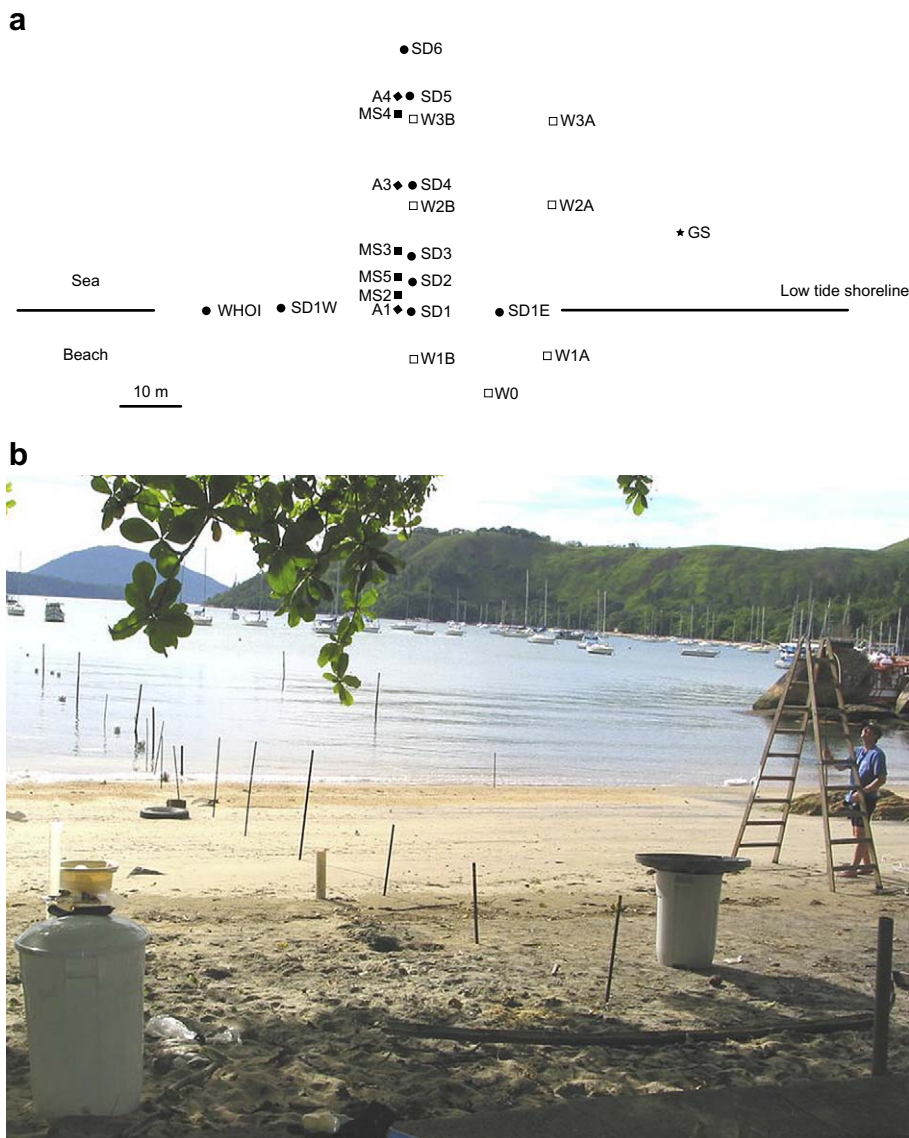 a
SD6
A4 SD5
MS4 W3B W3A
A3 SD4
W2B W2A
GS
MS3 SD3
MS5 SD2
Sea MS2 Low tide shoreline
WHOI SD1W A1 SD1 SD1E
Beach W1B W1A
10 m W0
b